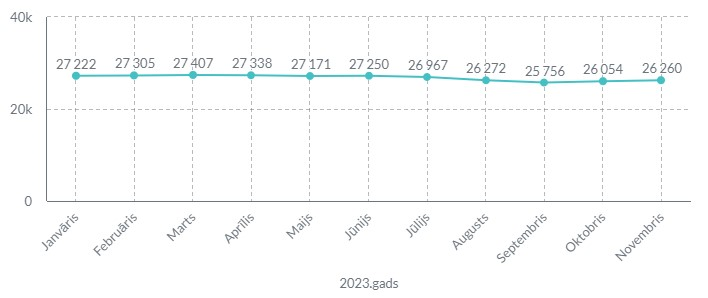 40k
27 222 27 305 27 407 27 338 27 171 27 250 26 967 26 272 25 756 26 054 26 260
20k
0
Janvāris Februāris Marts Aprīlis Maijs Jūnijs Jūlijs Augusts Septembris Oktobris Novembris
2023.gads